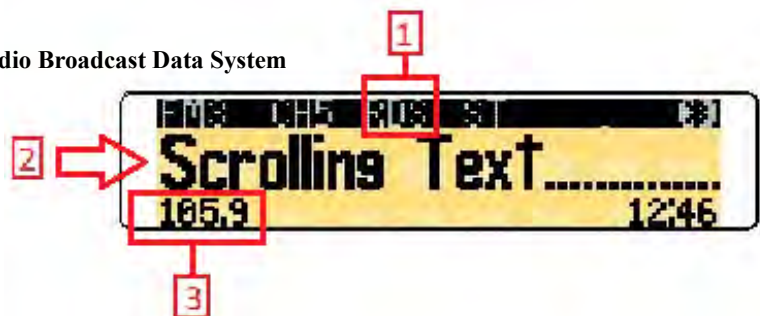 1
dio Broadcast Data System
2
Scrolling Text..............
105.9 12:46
3